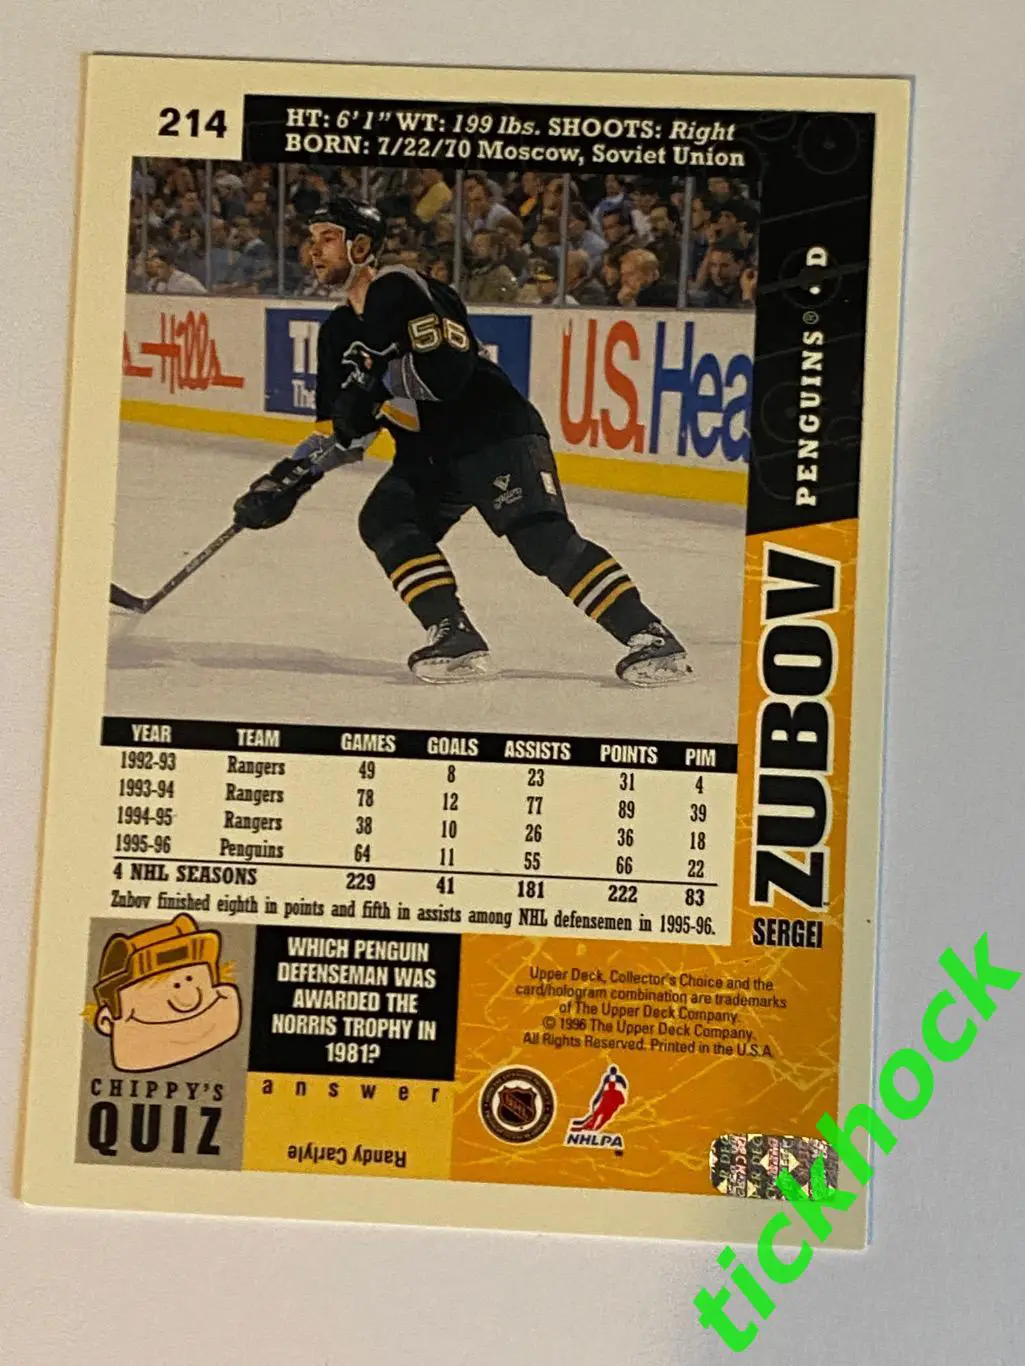 214
HT: 6'1" WT: 199 lbs. SHOOTS: Right
BORN: 7/22/70 Moscow, Soviet Union
PENGUINS® • D
Hills
U.S. Hea
56
ZUBOV
SERGEI
YEAR TEAM GAMES GOALS ASSISTS POINTS PIM
1992-93 Rangers 49 8 23 31 4
1993-94 Rangers 78 12 77 89 39
1994-95 Rangers 38 10 26 36 18
1995-96 Penguins 64 11 55 66 22
4 NHL SEASONS 229 41 181 222 83
Zubov finished eighth in points and fifth in assists among NHL defensemen in 1995-96.
CHIPPY'S
QUIZ
WHICH PENGUIN
DEFENSEMAN WAS
AWARDED THE
NORRIS TROPHY IN
1981?
answer
Randy Carlyle
Upper Deck, Collector's Choice and the
card/hologram combination are trademarks
of The Upper Deck Company.
© 1996 The Upper Deck Company.
All Rights Reserved. Printed in the U.S.A.
NHL
NHLPA
tickhock